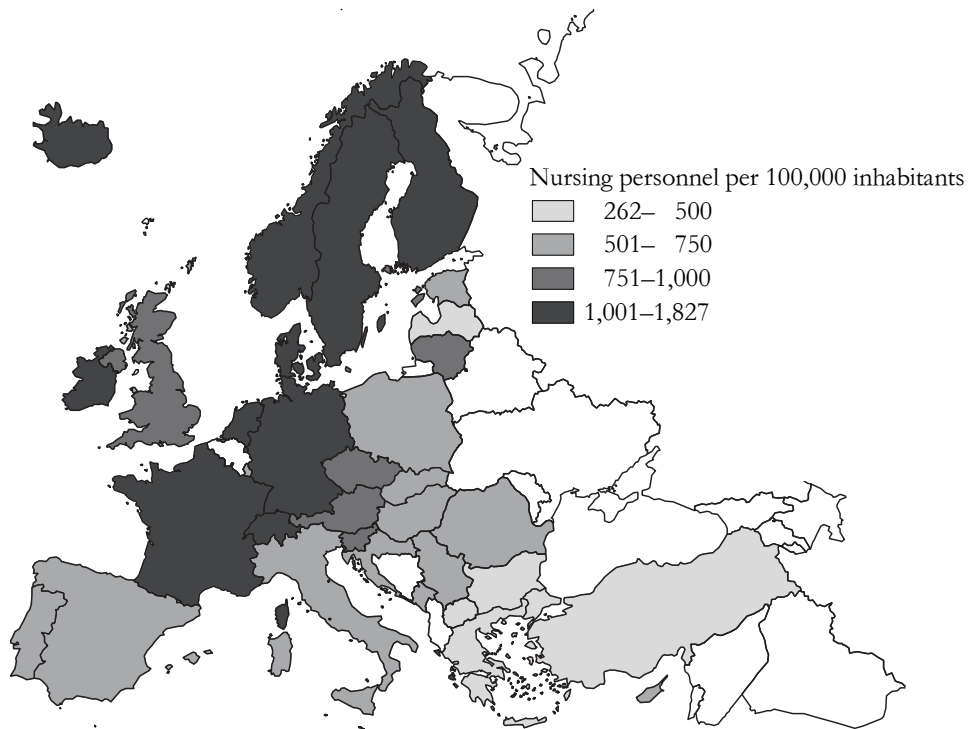 Nursing personnel per 100,000 inhabitants
262– 500
501– 750
751–1,000
1,001–1,827